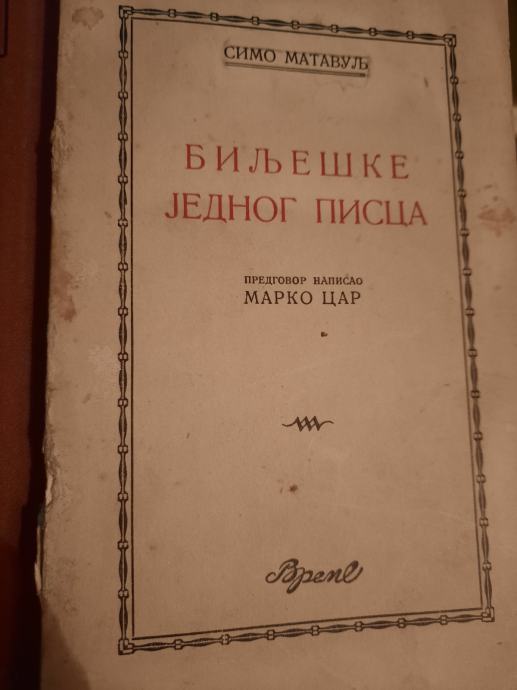 СИМО МАТАВУЉ
БИЉЕШКЕ
ЈЕДНОГ ПИСЦА
ПРЕДГОВОР НАПИСАО
МАРКО ЦАР
Време